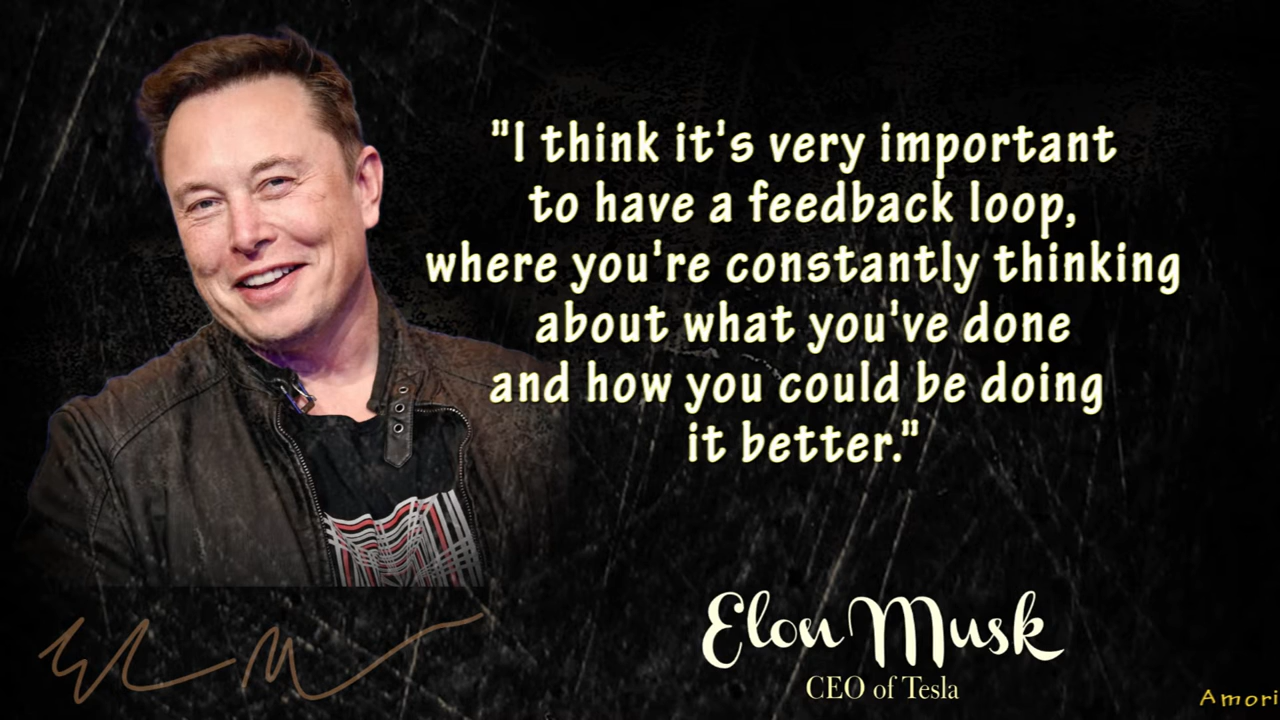 "I think it's very important
to have a feedback loop,
where you're constantly thinking
about what you've done
and how you could be doing
it better."
Elon Musk
CEO of Tesla
Amori